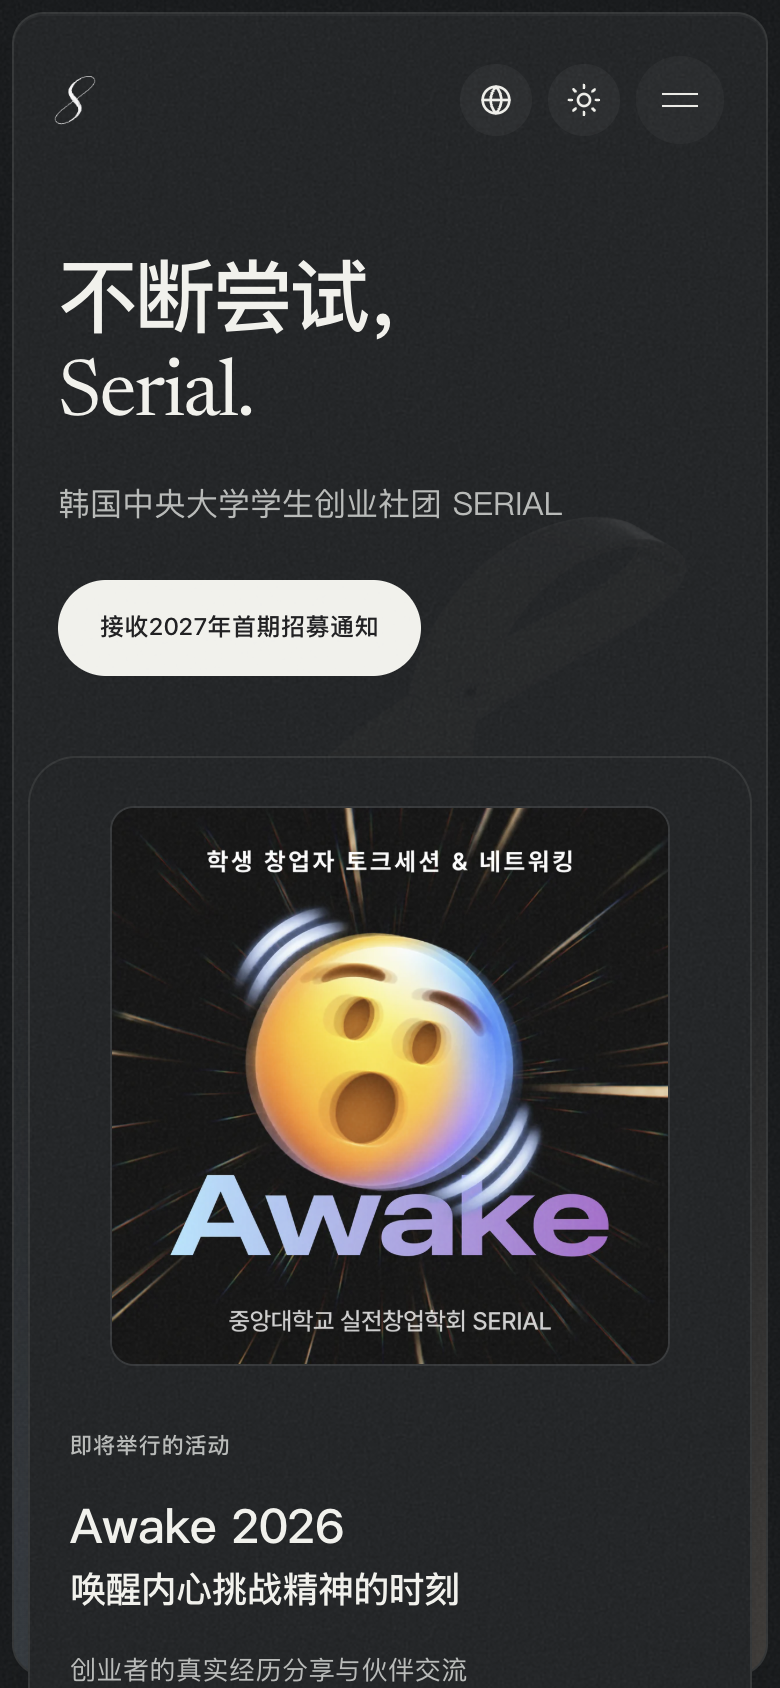 S
不断尝试,
Serial.
韩国中央大学学生创业社团 SERIAL
接收2027年首期招募通知
학생 창업자 토크세션 & 네트워킹
Awake
중앙대학교 실전창업학회 SERIAL
即将举行的活动
Awake 2026
唤醒内心挑战精神的时刻
创业者的真实经历分享与伙伴交流